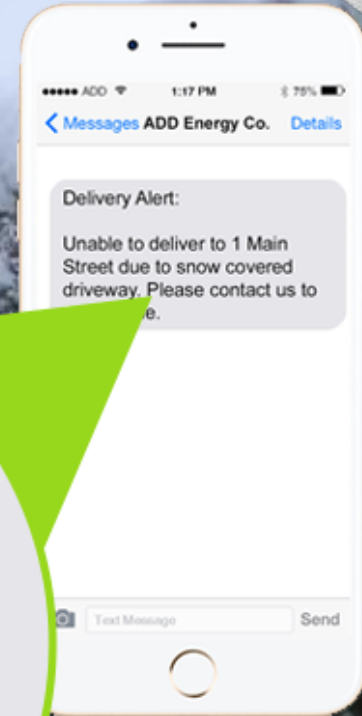 ADD 1:17 PM 75%
Messages ADD Energy Co. Details
Delivery Alert:
Unable to deliver to 1 Main
Street due to snow covered
driveway. Please contact us to
e.
Text Message Send